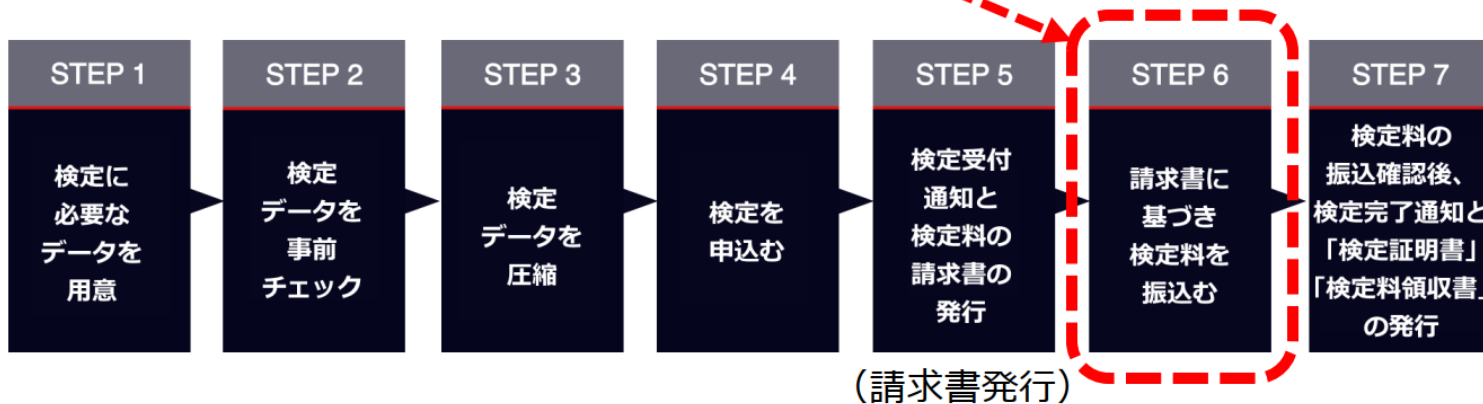 STEP 1
検定に
必要な
データを
用意
STEP 2
検定
データを
事前
チェック
STEP 3
検定
データを
圧縮
STEP 4
検定を
申込む
STEP 5
検定受付
通知と
検定料の
請求書の
発行
（請求書発行）
STEP 6
請求書に
基づき
検定料を
振込む
STEP 7
検定料の
振込確認後、
検定完了通知と
「検定証明書」
「検定料領収書」
の発行